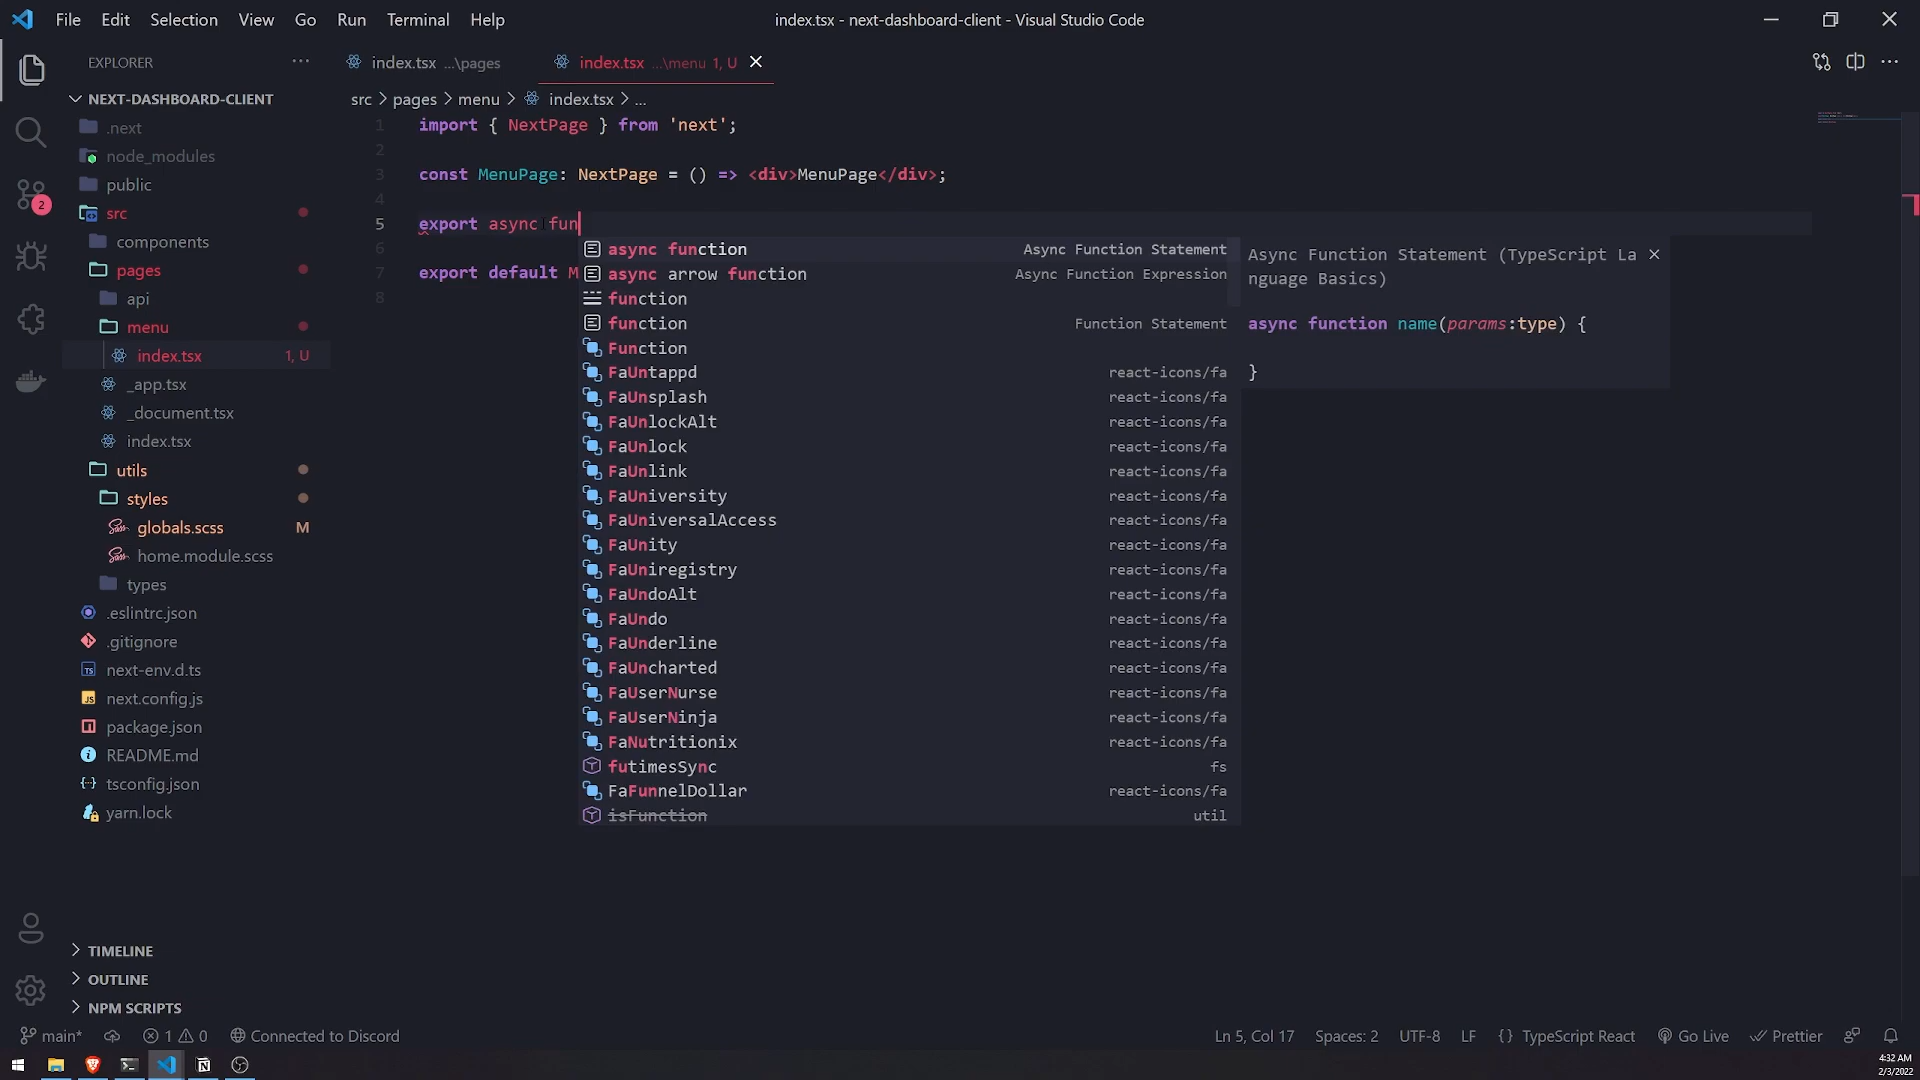 File Edit Selection View Go Run Terminal Help
index.tsx - next-dashboard-client - Visual Studio Code
EXPLORER
index.tsx ...\pages
index.tsx ...\menu 1, U
NEXT-DASHBOARD-CLIENT
.next
node_modules
public
src
components
pages
api
menu
index.tsx 1, U
_app.tsx
_document.tsx
index.tsx
utils
styles
globals.scss M
home.module.scss
types
.eslintrc.json
.gitignore
next-env.d.ts
next.config.js
package.json
README.md
tsconfig.json
yarn.lock
TIMELINE
OUTLINE
NPM SCRIPTS
2
src > pages > menu > index.tsx > ...
1 import { NextPage } from 'next';
2
3 const MenuPage: NextPage = () => <div>MenuPage</div>;
4
5 export async fun
6
7 export default M
8
async function Async Function Statement
async arrow function Async Function Expression
function
function Function Statement
Function
FaUntappd react-icons/fa
FaUnsplash react-icons/fa
FaUnlockAlt react-icons/fa
FaUnlock react-icons/fa
FaUnlink react-icons/fa
FaUniversity react-icons/fa
FaUniversalAccess react-icons/fa
FaUnity react-icons/fa
FaUniregistry react-icons/fa
FaUndoAlt react-icons/fa
FaUndo react-icons/fa
FaUnderline react-icons/fa
FaUncharted react-icons/fa
FaUserNurse react-icons/fa
FaUserNinja react-icons/fa
FaNutritionix react-icons/fa
futimesSync fs
FaFunnelDollar react-icons/fa
isFunction util
Async Function Statement (TypeScript La
nguage Basics)
async function name(params:type) {
}
main* 1 0 Connected to Discord
Ln 5, Col 17 Spaces: 2 UTF-8 LF {} TypeScript React Go Live Prettier
4:32 AM
2/3/2022